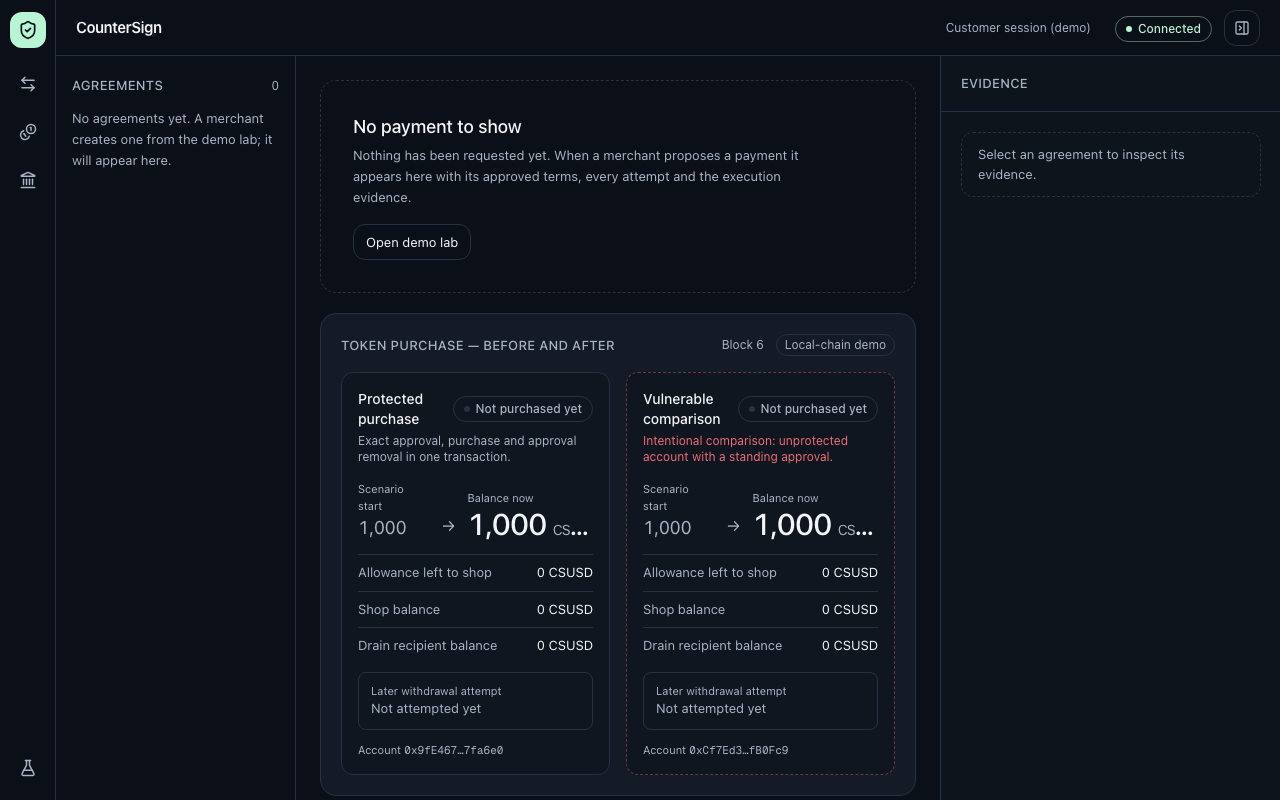 CounterSign
Customer session (demo)
Connected
AGREEMENTS
0
No agreements yet. A merchant
creates one from the demo lab; it
will appear here.
No payment to show
Nothing has been requested yet. When a merchant proposes a payment it
appears here with its approved terms, every attempt and the execution
evidence.
Open demo lab
EVIDENCE
Select an agreement to inspect its
evidence.
TOKEN PURCHASE — BEFORE AND AFTER
Block 6
Local-chain demo
Protected
purchase
Not purchased yet
Exact approval, purchase and approval
removal in one transaction.
Scenario
start
1,000
→
Balance now
1,000 CS…
Allowance left to shop
0 CSUSD
Shop balance
0 CSUSD
Drain recipient balance
0 CSUSD
Later withdrawal attempt
Not attempted yet
Account 0x9fE467…7fa6e0
Vulnerable
comparison
Not purchased yet
Intentional comparison: unprotected
account with a standing approval.
Scenario
start
1,000
→
Balance now
1,000 CS…
Allowance left to shop
0 CSUSD
Shop balance
0 CSUSD
Drain recipient balance
0 CSUSD
Later withdrawal attempt
Not attempted yet
Account 0xCf7Ed3…fB0Fc9